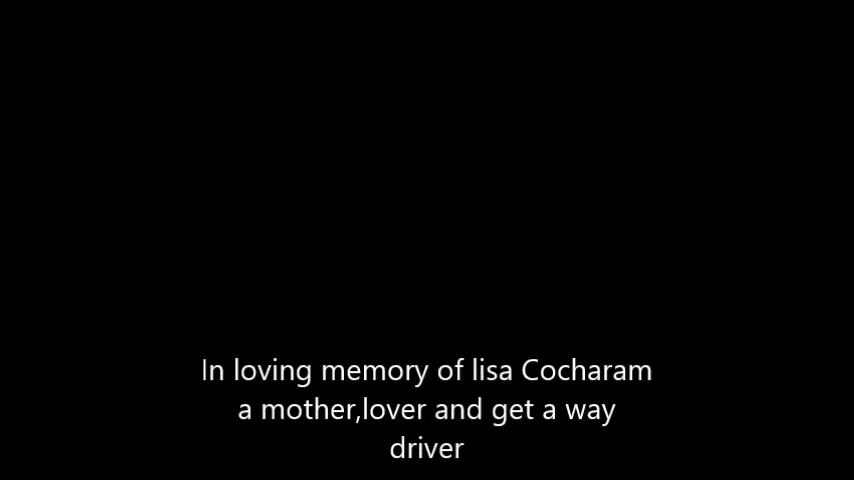 In loving memory of lisa Cocharam
a mother,lover and get a way
driver